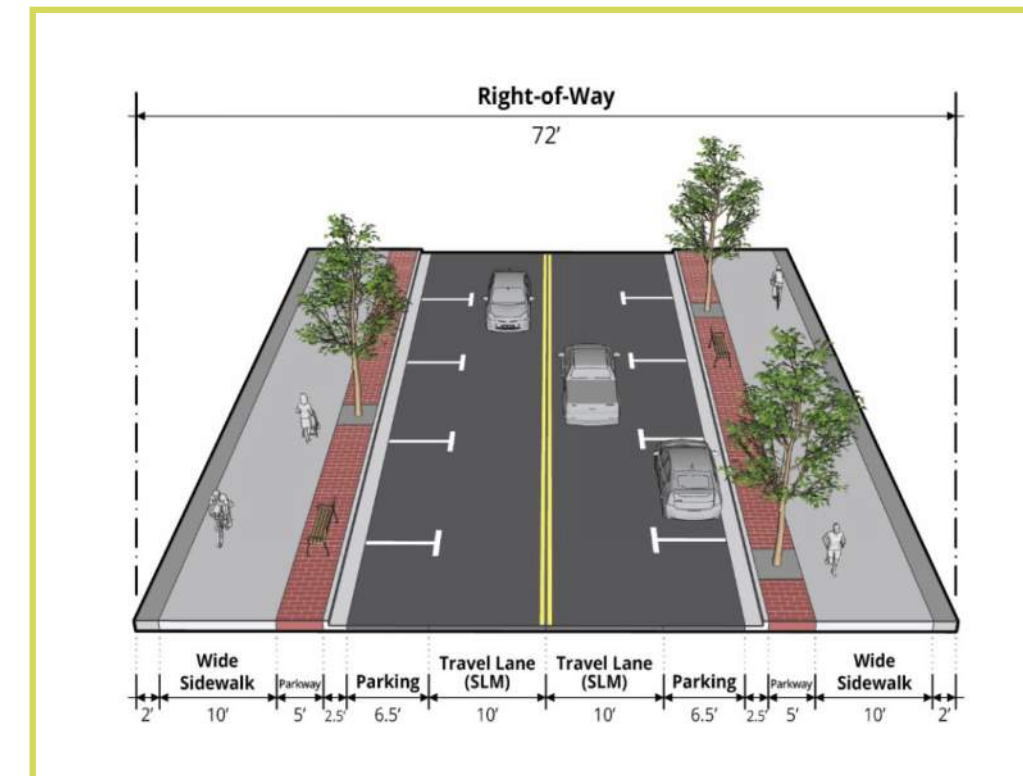 Right-of-Way
72'
Wide
Sidewalk
Parkway
Parking
Travel Lane
(SLM)
Travel Lane
(SLM)
Parking
Parkway
Wide
Sidewalk
2' 10' 5' 2.5' 6.5' 10' 10' 6.5' 2.5' 5' 10' 2'